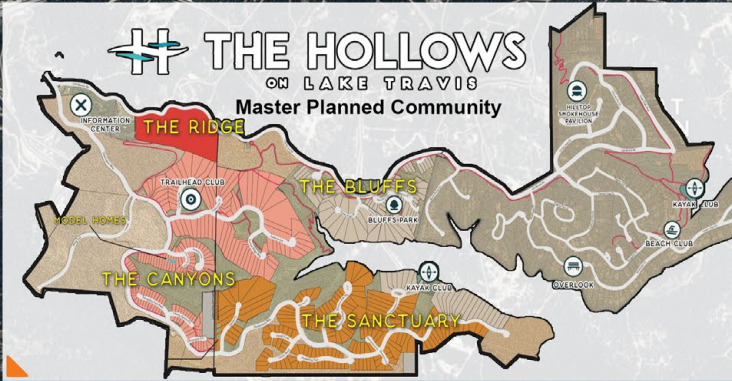 THE HOLLOWS
ON LAKE TRAVIS
Master Planned Community
HILLTOP
SMOKEHOUSE
PAVILION
INFORMATION
CENTER
THE RIDGE
TRAILHEAD CLUB
THE BLUFFS
KAYAK CLUB
MODEL HOMES
BLUFFS PARK
BEACH CLUB
THE CANYONS
OVERLOOK
KAYAK CLUB
THE SANCTUARY